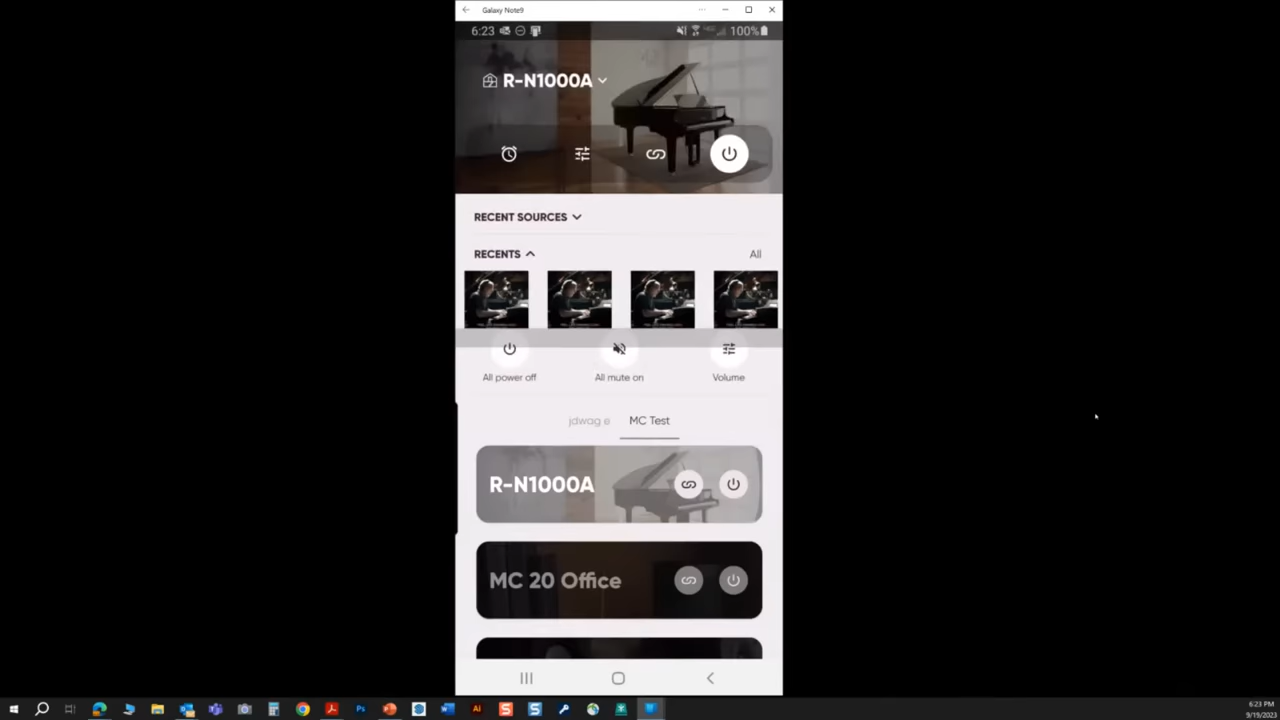 Galaxy Note9
6:23
100%
R-N1000A
RECENT SOURCES
RECENTS
All
All power off
All mute on
Volume
jdwag e
MC Test
R-N1000A
MC 20 Office
6:23 PM
9/19/2023